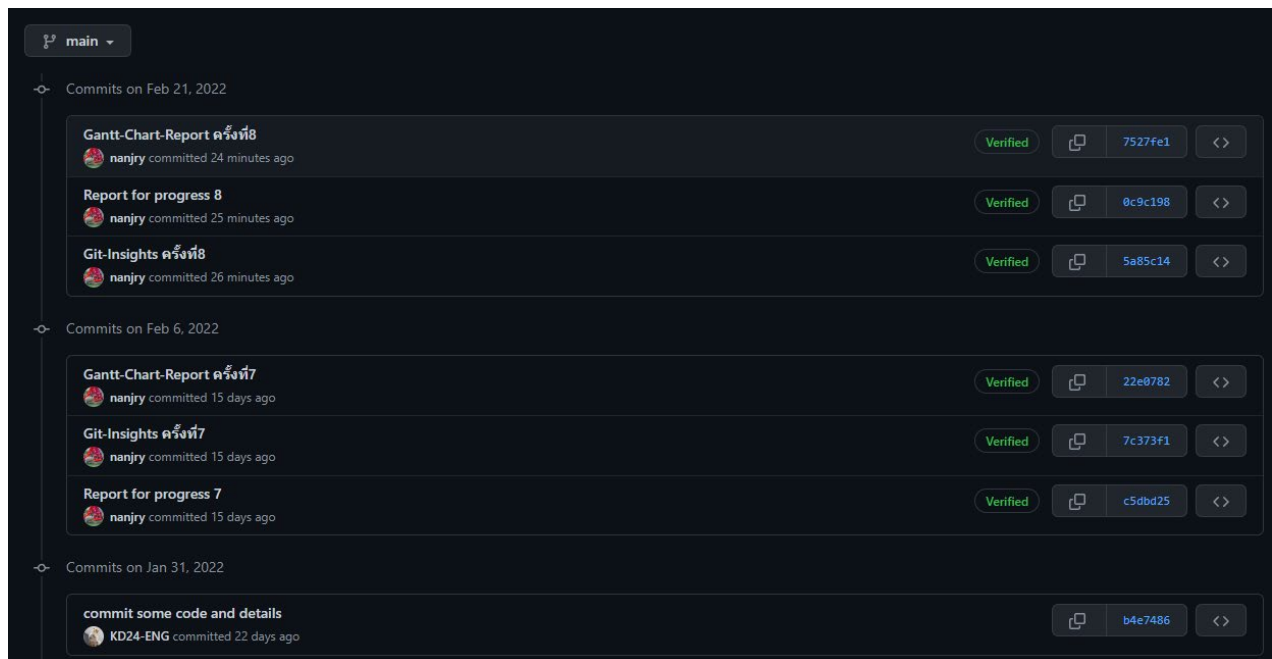 main
Commits on Feb 21, 2022
Gantt-Chart-Report ครั้งที่8
nanjry committed 24 minutes ago
Verified
7527fe1
Report for progress 8
nanjry committed 25 minutes ago
Verified
0c9c198
Git-Insights ครั้งที่8
nanjry committed 26 minutes ago
Verified
5a85c14
Commits on Feb 6, 2022
Gantt-Chart-Report ครั้งที่7
nanjry committed 15 days ago
Verified
22e0782
Git-Insights ครั้งที่7
nanjry committed 15 days ago
Verified
7c373f1
Report for progress 7
nanjry committed 15 days ago
Verified
c5dbd25
Commits on Jan 31, 2022
commit some code and details
KD24-ENG committed 22 days ago
b4e7486